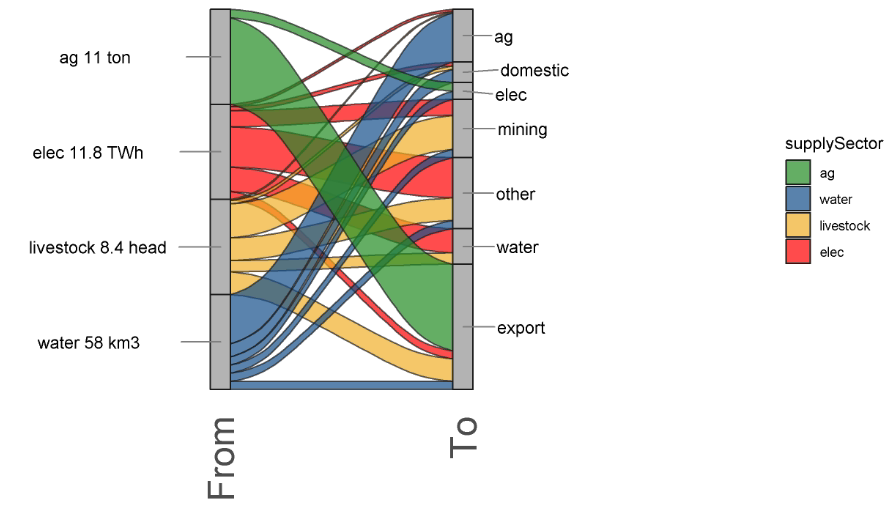 ag 11 ton
elec 11.8 TWh
livestock 8.4 head
water 58 km3
ag
domestic
elec
mining
other
water
export
supplySector
ag
water
livestock
elec
From
To